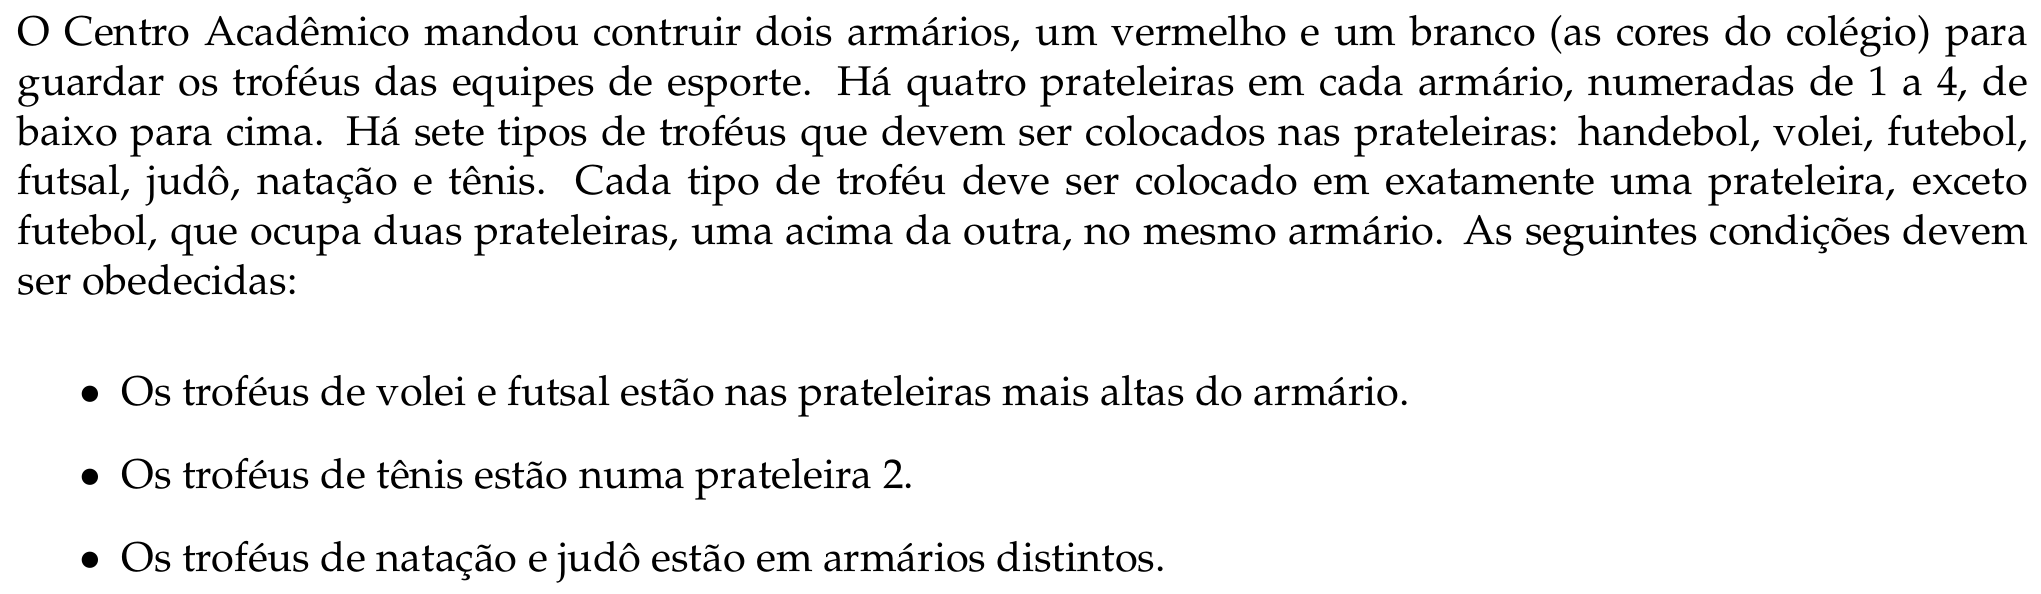 O Centro Acadêmico mandou contruir dois armários, um vermelho e um branco (as cores do colégio) para
guardar os troféus das equipes de esporte. Há quatro prateleiras em cada armário, numeradas de 1 a 4, de
baixo para cima. Há sete tipos de troféus que devem ser colocados nas prateleiras: handebol, volei, futebol,
futsal, judô, natação e tênis. Cada tipo de troféu deve ser colocado em exatamente uma prateleira, exceto
futebol, que ocupa duas prateleiras, uma acima da outra, no mesmo armário. As seguintes condições devem
ser obedecidas:
• Os troféus de volei e futsal estão nas prateleiras mais altas do armário.
• Os troféus de tênis estão numa prateleira 2.
• Os troféus de natação e judô estão em armários distintos.